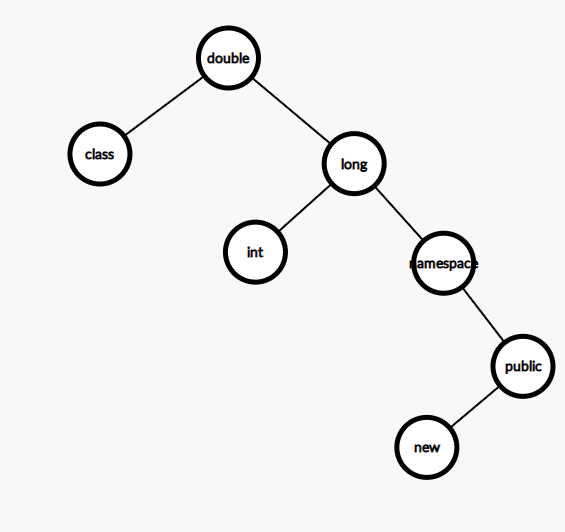 double
class
long
int
namespace
public
new